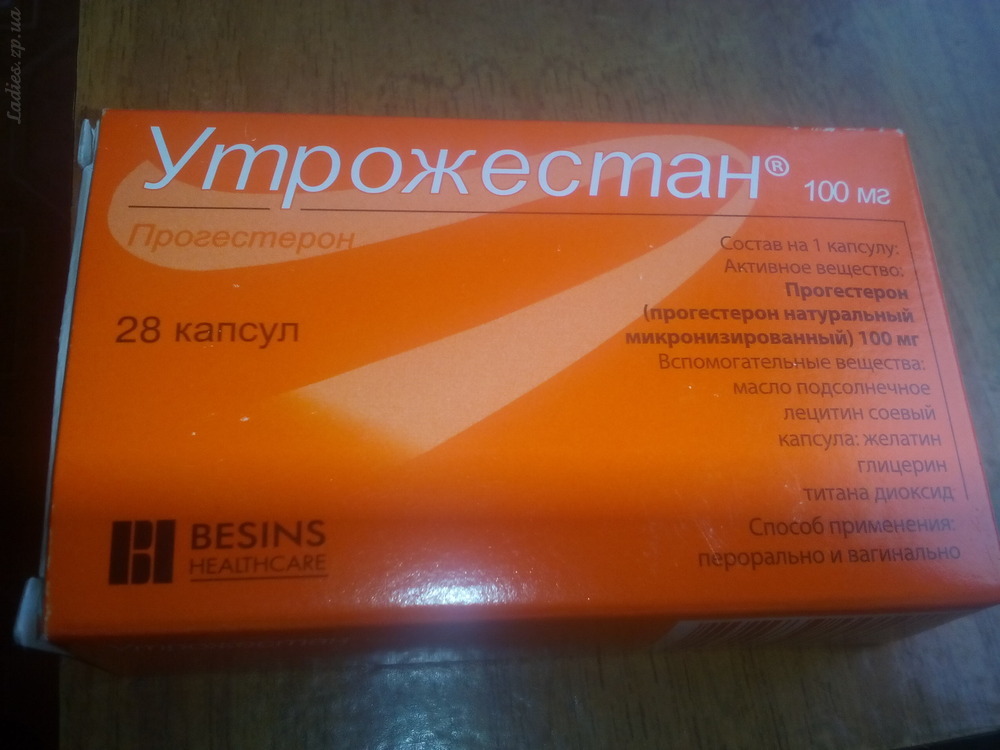 Ladies.zp.ua
Утрожестан® 100 мг
Прогестерон
28 капсул
Состав на 1 капсулу:
Активное вещество:
Прогестерон
(прогестерон натуральный
микронизированный) 100 мг
Вспомогательные вещества:
масло подсолнечное
лецитин соевый
капсула: желатин
глицерин
титана диоксид
Способ применения:
перорально и вагинально
BESINS
HEALTHCARE
Утрожестан